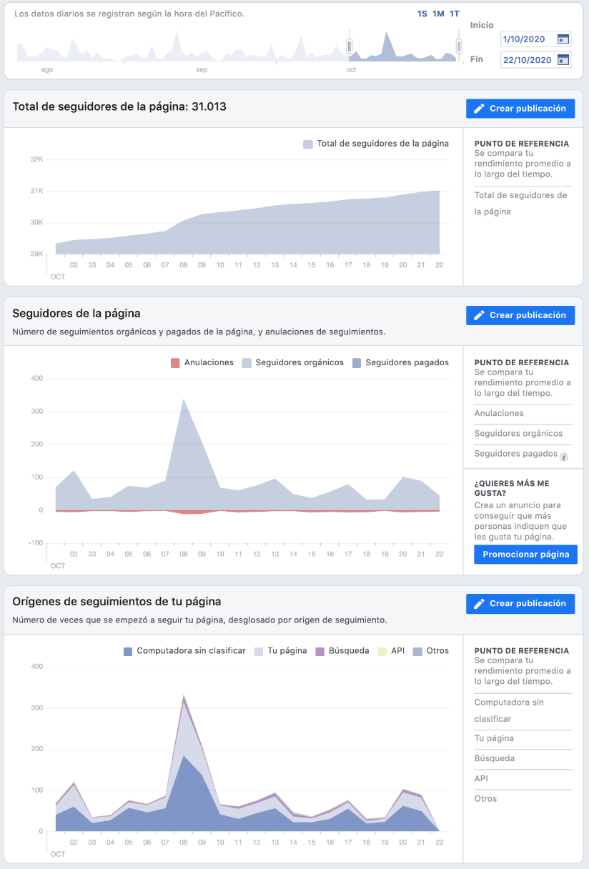 Los datos diarios se registran según la hora del Pacífico.
1S 1M 1T
Inicio
1/10/2020
Fin
22/10/2020
ago sep oct
Total de seguidores de la página: 31.013
Crear publicación
Total de seguidores de la página
32K
31K
30K
29K
02 03 04 05 06 07 08 09 10 11 12 13 14 15 16 17 18 19 20 21 22
OCT
PUNTO DE REFERENCIA
Se compara tu
rendimiento promedio a
lo largo del tiempo.
Total de seguidores de
la página
Seguidores de la página
Crear publicación
Número de seguimientos orgánicos y pagados de la página, y anulaciones de seguimientos.
Anulaciones Seguidores orgánicos Seguidores pagados
400
300
200
100
0
-100
02 03 04 05 06 07 08 09 10 11 12 13 14 15 16 17 18 19 20 21 22
OCT
PUNTO DE REFERENCIA
Se compara tu
rendimiento promedio a
lo largo del tiempo.
Anulaciones
Seguidores orgánicos
Seguidores pagados i
¿QUIERES MÁS ME
GUSTA?
Crea un anuncio para
conseguir que más
personas indiquen que
les gusta tu página.
Promocionar página
Orígenes de seguimientos de tu página
Crear publicación
Número de veces que se empezó a seguir tu página, desglosado por origen de seguimiento.
Computadora sin clasificar Tu página Búsqueda API Otros
400
300
200
100
0
02 03 04 05 06 07 08 09 10 11 12 13 14 15 16 17 18 19 20 21 22
OCT
PUNTO DE REFERENCIA
Se compara tu
rendimiento promedio a
lo largo del tiempo.
Computadora sin
clasificar
Tu página
Búsqueda
API
Otros